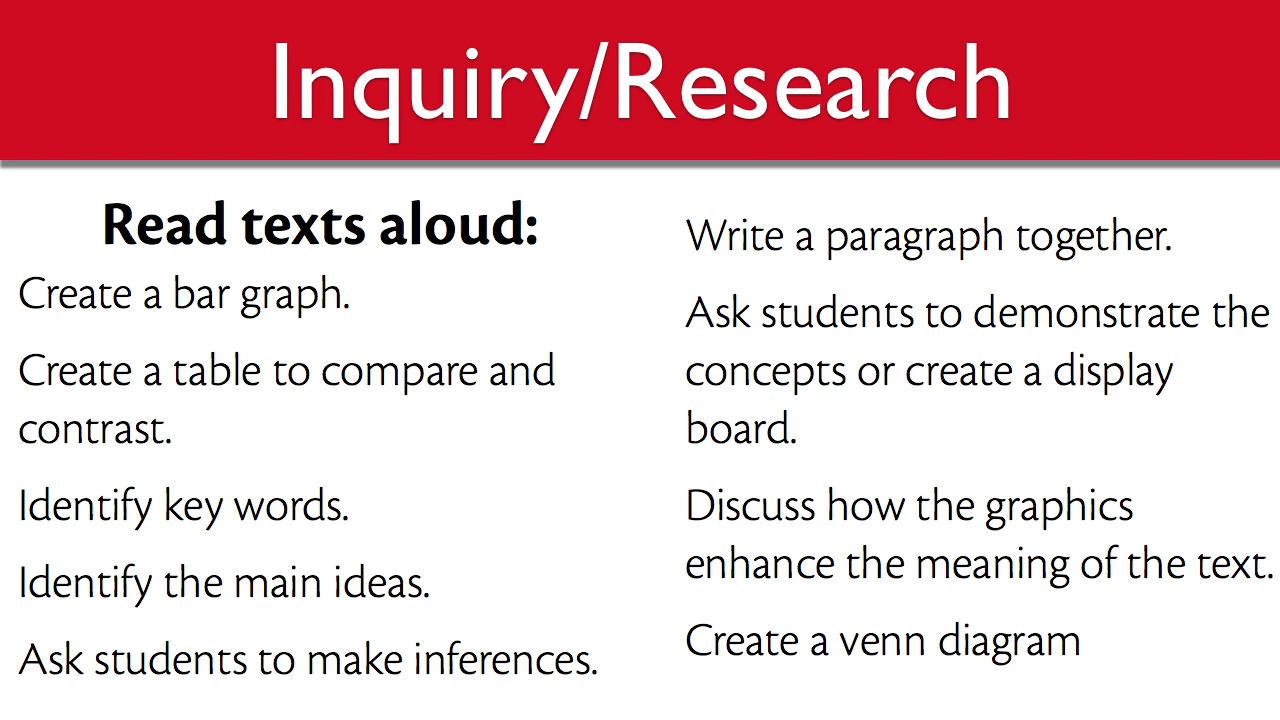 Inquiry/Research
Read texts aloud:
Create a bar graph.
Create a table to compare and
contrast.
Identify key words.
Identify the main ideas.
Ask students to make inferences.
Write a paragraph together.
Ask students to demonstrate the
concepts or create a display
board.
Discuss how the graphics
enhance the meaning of the text.
Create a venn diagram